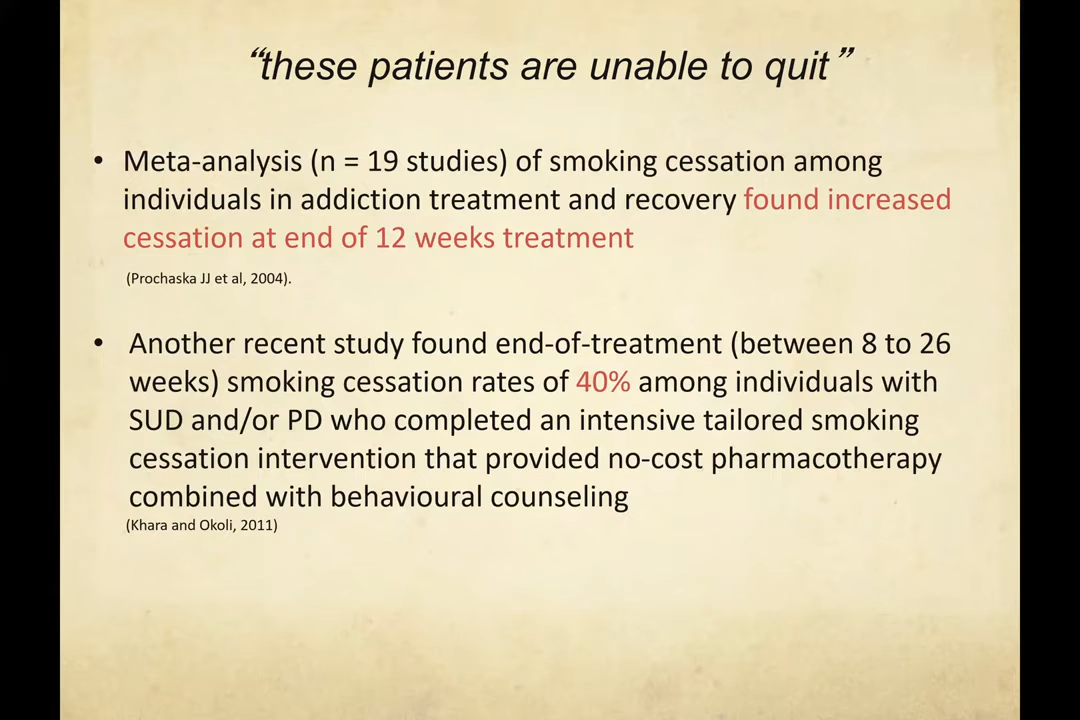 “these patients are unable to quit”
• Meta-analysis (n = 19 studies) of smoking cessation among
individuals in addiction treatment and recovery found increased
cessation at end of 12 weeks treatment
(Prochaska JJ et al, 2004).
• Another recent study found end-of-treatment (between 8 to 26
weeks) smoking cessation rates of 40% among individuals with
SUD and/or PD who completed an intensive tailored smoking
cessation intervention that provided no-cost pharmacotherapy
combined with behavioural counseling
(Khara and Okoli, 2011)